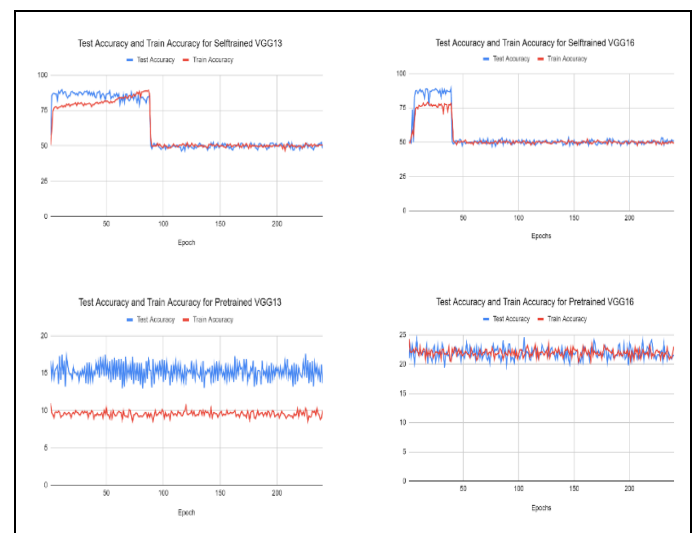 Test Accuracy and Train Accuracy for Selftrained VGG13
Test Accuracy Train Accuracy
100
75
50
25
0
50 100 150 200
Epoch
Test Accuracy and Train Accuracy for Selftrained VGG16
Test Accuracy Train Accuracy
100
75
50
25
0
50 100 150 200
Epochs
Test Accuracy and Train Accuracy for Pretrained VGG13
Test Accuracy Train Accuracy
20
15
10
5
0
50 100 150 200
Epoch
Test Accuracy and Train Accuracy for Pretrained VGG16
Test Accuracy Train Accuracy
25
20
15
10
5
0
50 100 150 200
Epochs